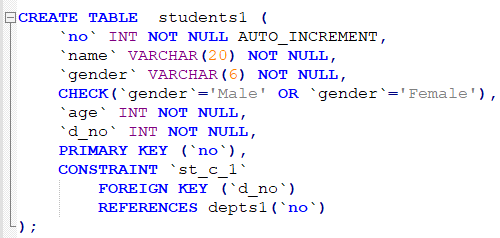 CREATE TABLE  students1 (
    `no` INT NOT NULL AUTO_INCREMENT,
    `name` VARCHAR(20) NOT NULL,
    `gender` VARCHAR(6) NOT NULL,
    CHECK(`gender`='Male' OR `gender`='Female'),
    `age` INT NOT NULL,
    `d_no` INT NOT NULL,
    PRIMARY KEY (`no`),
    CONSTRAINT `st_c_1`
        FOREIGN KEY (`d_no`)
        REFERENCES depts1(`no`)
);